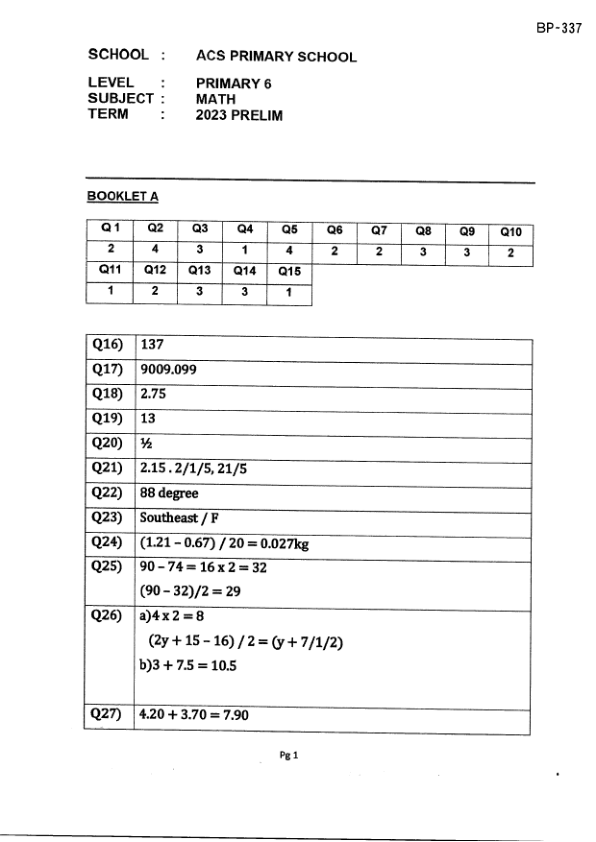 BP-337
SCHOOL : ACS PRIMARY SCHOOL
LEVEL : PRIMARY 6
SUBJECT : MATH
TERM : 2023 PRELIM
BOOKLET A
Q 1 Q2 Q3 Q4 Q5 Q6 Q7 Q8 Q9 Q10
2 4 3 1 4 2 2 3 3 2
Q11 Q12 Q13 Q14 Q15
1 2 3 3 1
Q16) 137
Q17) 9009.099
Q18) 2.75
Q19) 13
Q20) ½
Q21) 2.15 . 2/1/5, 21/5
Q22) 88 degree
Q23) Southeast / F
Q24) (1.21 – 0.67) / 20 = 0.027kg
Q25) 90 – 74 = 16 x 2 = 32
(90 – 32)/2 = 29
Q26) a)4 x 2 = 8
(2y + 15 – 16) / 2 = (y + 7/1/2)
b)3 + 7.5 = 10.5
Q27) 4.20 + 3.70 = 7.90
Pg 1